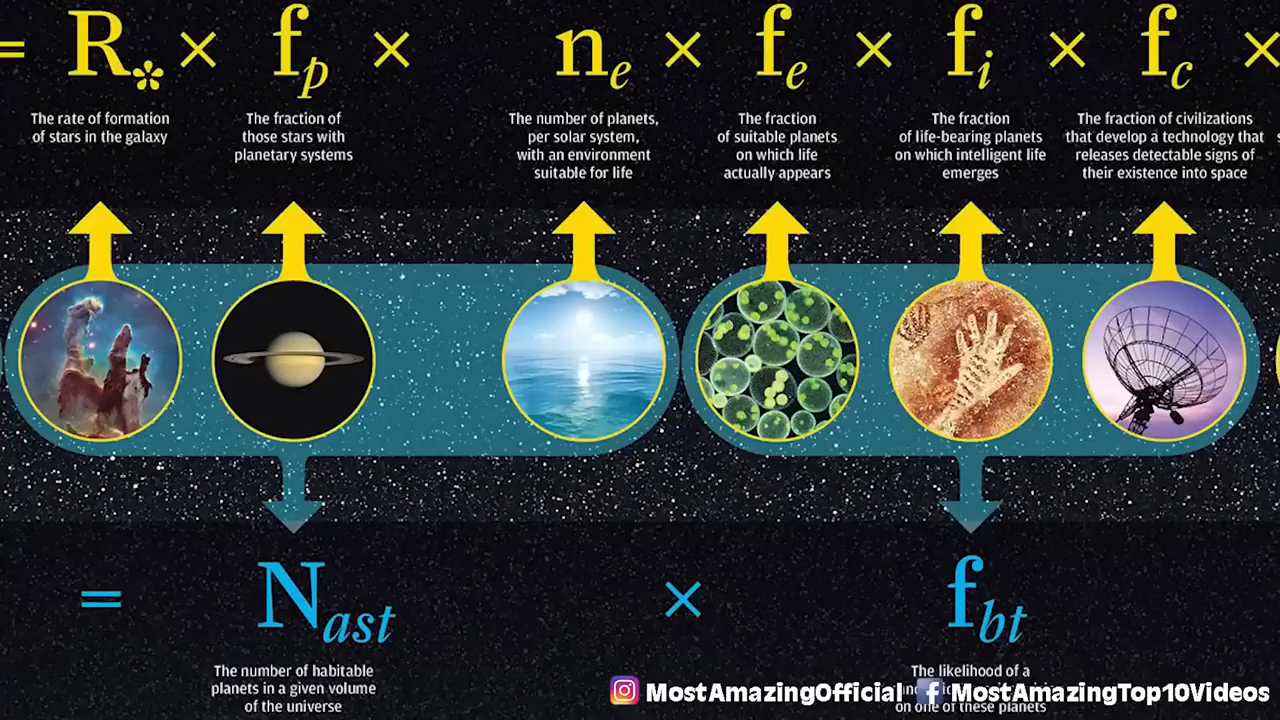 = R* × fp × ne × fe × fi × fc ×
The rate of formation
of stars in the galaxy
The fraction of
those stars with
planetary systems
The number of planets,
per solar system,
with an environment
suitable for life
The fraction
of suitable planets
on which life
actually appears
The fraction
of life-bearing planets
on which intelligent life
emerges
The fraction of civilizations
that develop a technology that
releases detectable signs of
their existence into space
= Nast × fbt
The number of habitable
planets in a given volume
of the universe
The likelihood of a
on one of these planets
MostAmazingOfficial
MostAmazingTop10Videos